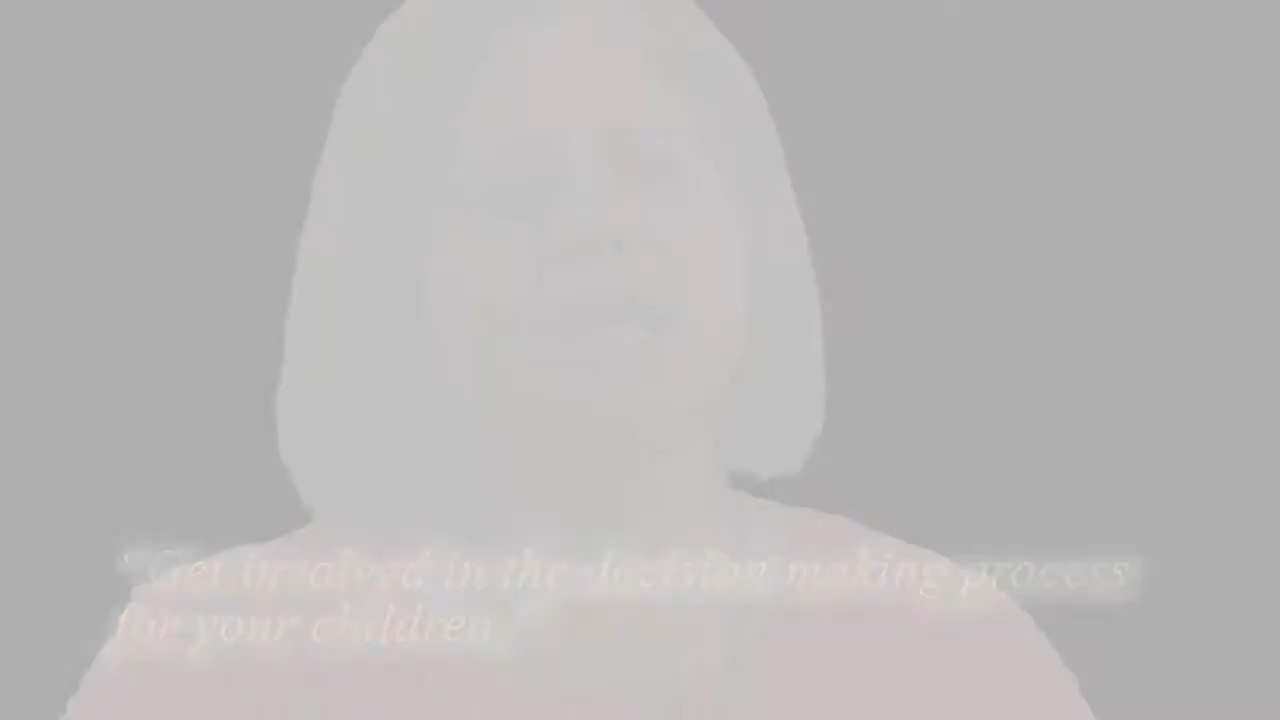 “Get involved in the decision making process
for your children